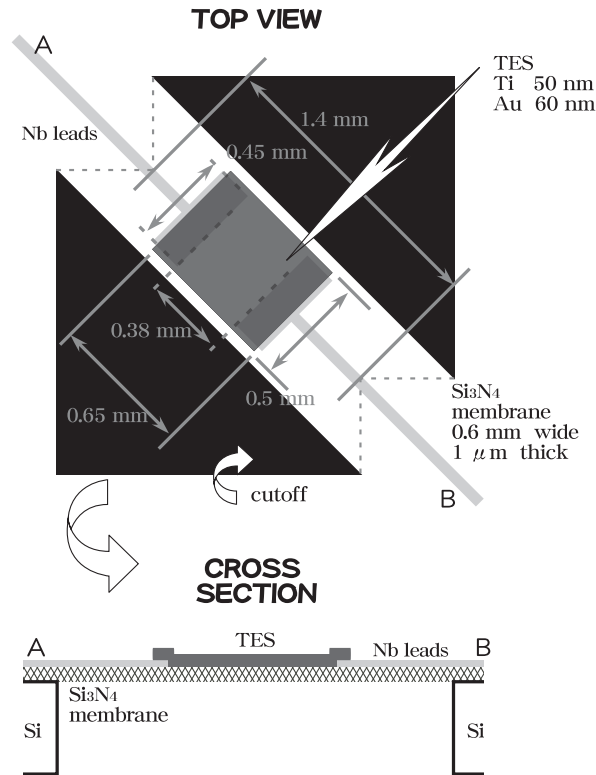 TOP VIEW
A
TES
Ti 50 nm
Au 60 nm
Nb leads
1.4 mm
0.45 mm
0.38 mm
0.65 mm
0.5 mm
Si3N4
membrane
0.6 mm wide
1 μm thick
cutoff
B
CROSS
SECTION
A
TES
Nb leads
B
Si3N4
membrane
Si
Si